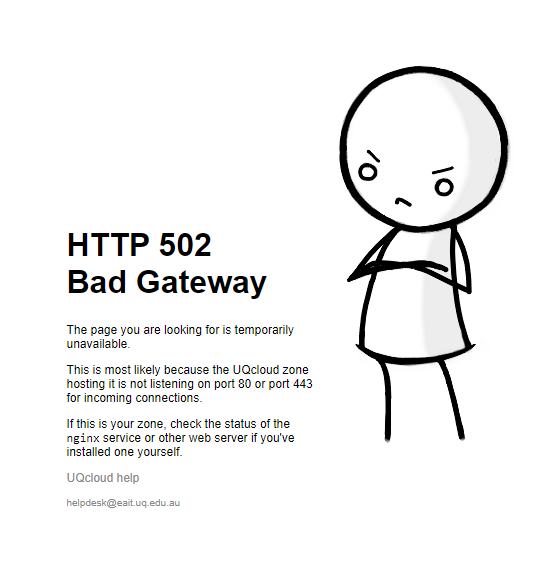 HTTP 502
Bad Gateway
The page you are looking for is temporarily
unavailable.
This is most likely because the UQcloud zone
hosting it is not listening on port 80 or port 443
for incoming connections.
If this is your zone, check the status of the
nginx service or other web server if you've
installed one yourself.
UQcloud help
helpdesk@eait.uq.edu.au